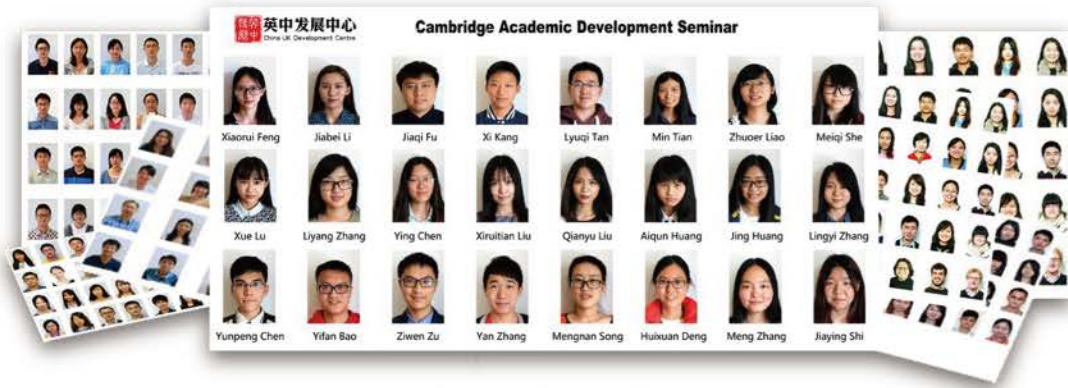 英中发展中心
China UK Development Centre
Cambridge Academic Development Seminar
Xiaorui Feng Jiabei Li Jiaqi Fu Xi Kang Lyuqi Tan Min Tian Zhuoer Liao Meiqi She
Xue Lu Liyang Zhang Ying Chen Xiruitian Liu Qianyu Liu Aiqun Huang Jing Huang Lingyi Zhang
Yunpeng Chen Yifan Bao Ziwen Zu Yan Zhang Mengnan Song Huixuan Deng Meng Zhang Jiaying Shi